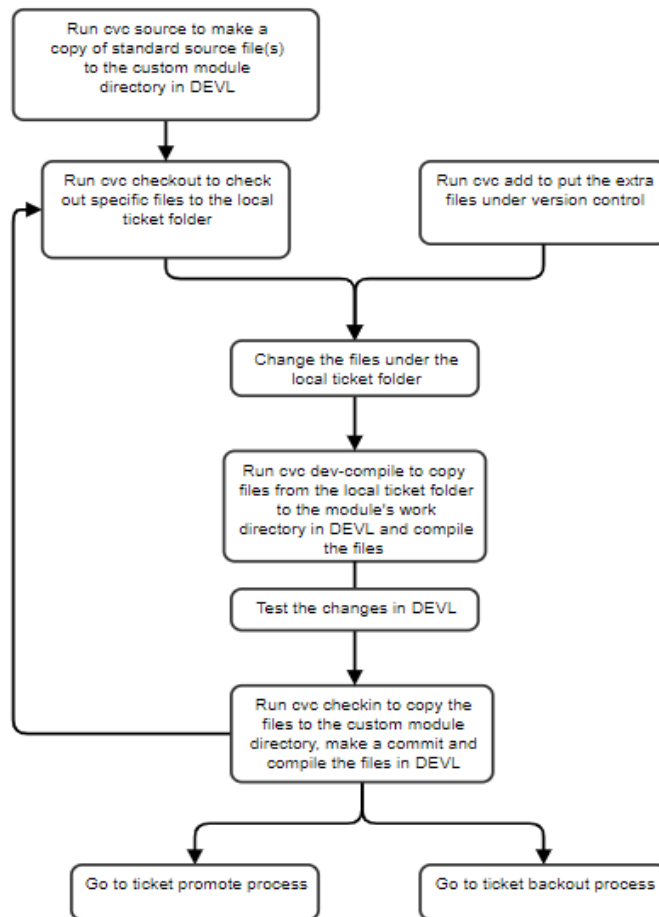 Run cvc source to make a
copy of standard source file(s)
to the custom module
directory in DEVL
Run cvc checkout to check
out specific files to the local
ticket folder
Run cvc add to put the extra
files under version control
Change the files under the
local ticket folder
Run cvc dev-compile to copy
files from the local ticket folder
to the module's work
directory in DEVL and compile
the files
Test the changes in DEVL
Run cvc checkin to copy the
files to the custom module
directory, make a commit and
compile the files in DEVL
Go to ticket promote process
Go to ticket backout process